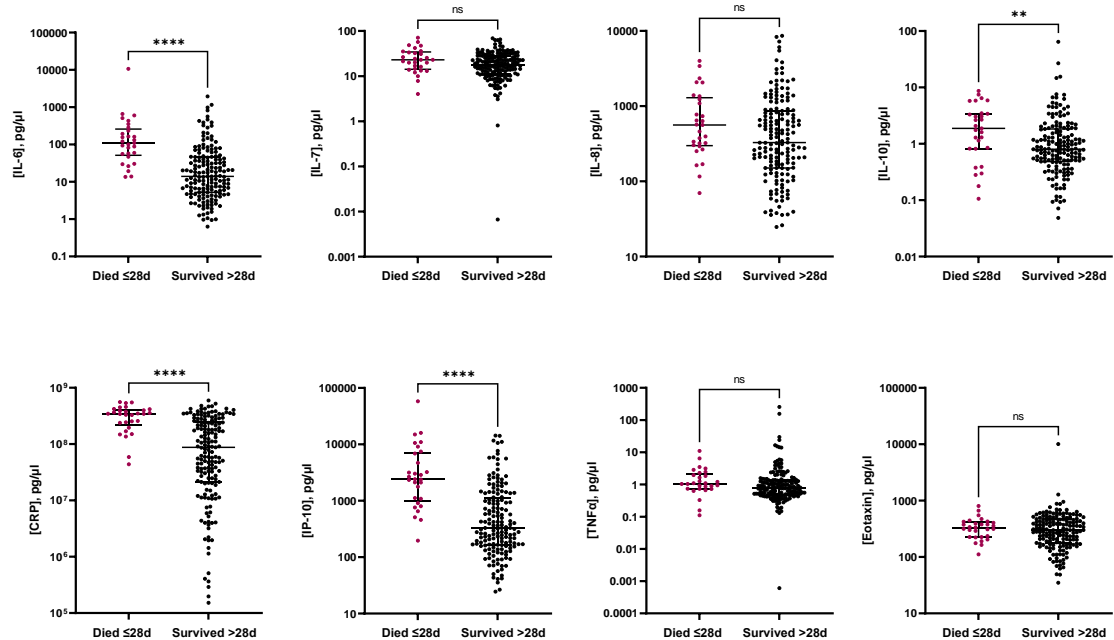 ****
[IL-6], pg/µl
100000
10000
1000
100
10
1
0.1
Died ≤28d Survived >28d
ns
[IL-7], pg/µl
100
10
1
0.1
0.01
0.001
Died ≤28d Survived >28d
ns
[IL-8], pg/µl
10000
1000
100
10
Died ≤28d Survived >28d
**
[IL-10], pg/µl
100
10
1
0.1
0.01
Died ≤28d Survived >28d
****
[CRP], pg/µl
10⁹
10⁸
10⁷
10⁶
10⁵
Died ≤28d Survived >28d
****
[IP-10], pg/µl
100000
10000
1000
100
10
Died ≤28d Survived >28d
ns
[TNFα], pg/µl
1000
100
10
1
0.1
0.01
0.001
0.0001
Died ≤28d Survived >28d
ns
[Eotaxin], pg/µl
100000
10000
1000
100
10
Died ≤28d Survived >28d